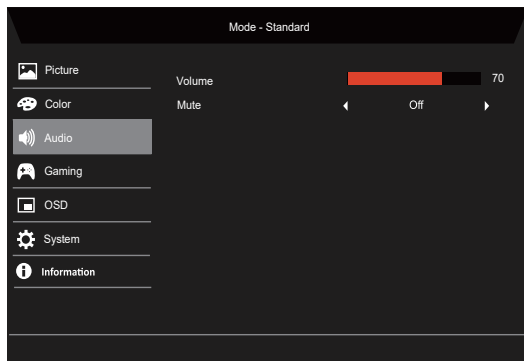 Mode - Standard
Picture
Color
Audio
Gaming
OSD
System
Information
Volume 70
Mute Off